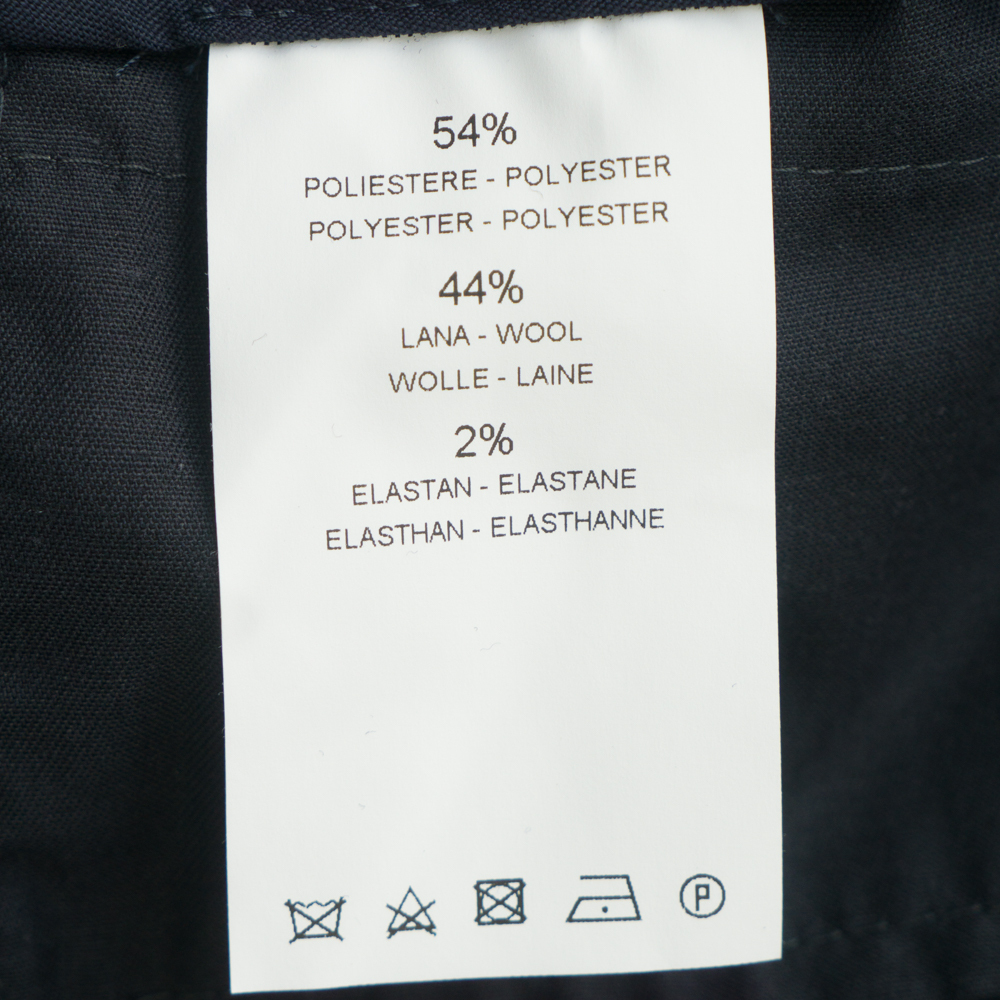 54%
POLIESTERE - POLYESTER
POLYESTER - POLYESTER
44%
LANA - WOOL
WOLLE - LAINE
2%
ELASTAN - ELASTANE
ELASTHAN - ELASTHANNE
P